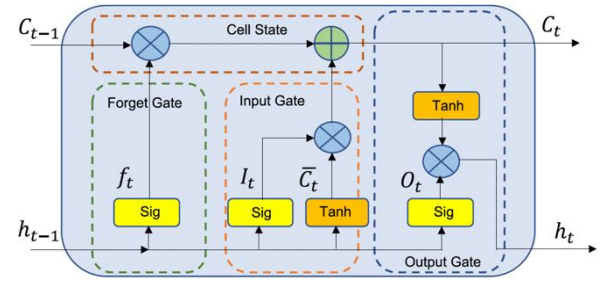 C_{t-1}
Cell State
C_t
Forget Gate
Input Gate
Tanh
f_t
I_t
C̅_t
O_t
Sig
Sig
Tanh
Sig
h_{t-1}
h_t
Output Gate